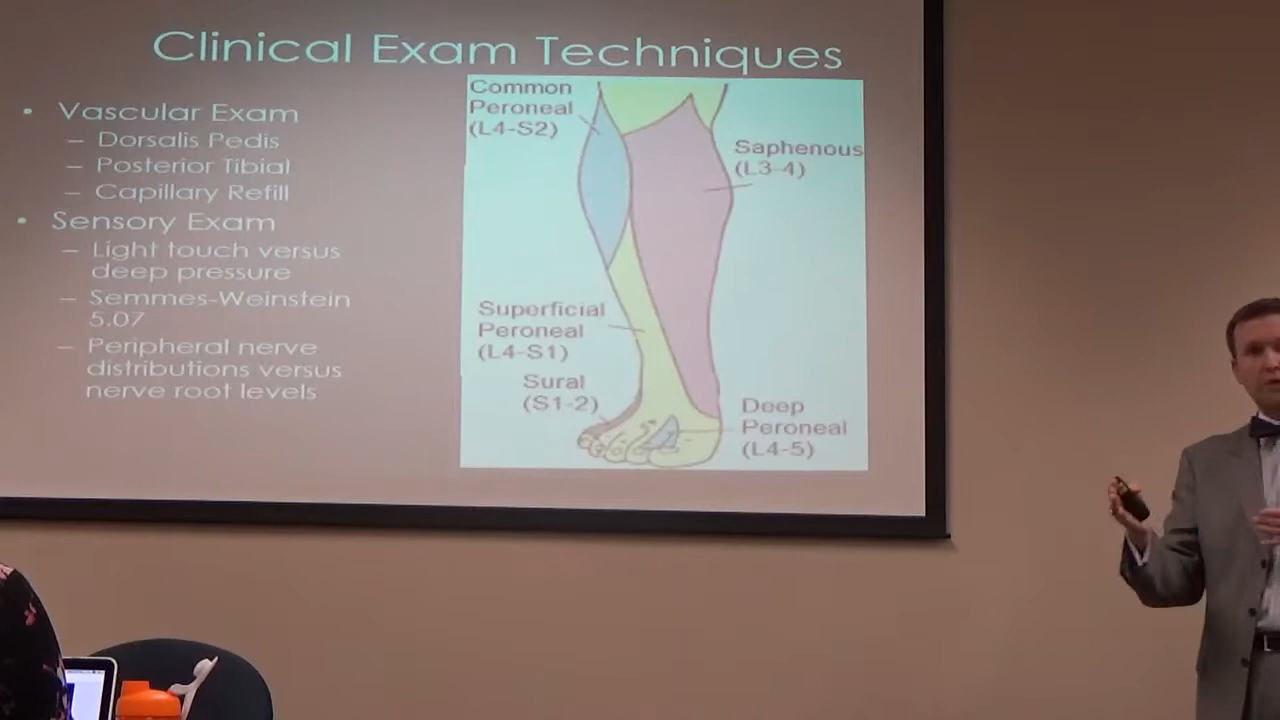 Clinical Exam Techniques
• Vascular Exam
– Dorsalis Pedis
– Posterior Tibial
– Capillary Refill
• Sensory Exam
– Light touch versus
deep pressure
– Semmes-Weinstein
5.07
– Peripheral nerve
distributions versus
nerve root levels
Common
Peroneal
(L4-S2)
Saphenous
(L3-4)
Superficial
Peroneal
(L4-S1)
Sural
(S1-2)
Deep
Peroneal
(L4-5)